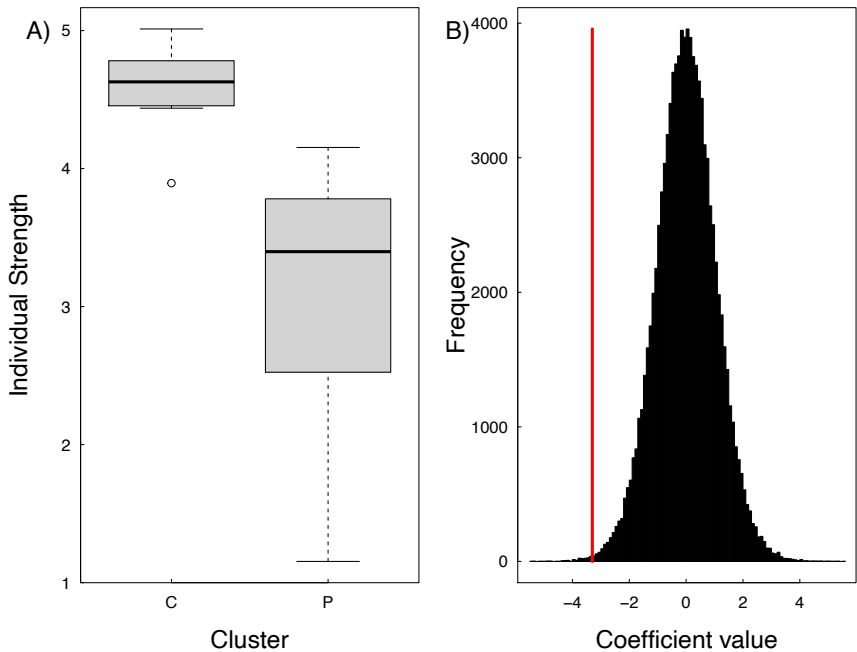 A)
Individual Strength
5
4
3
2
1
C P
Cluster
B)
Frequency
4000
3000
2000
1000
0
−4 −2 0 2 4
Coefficient value